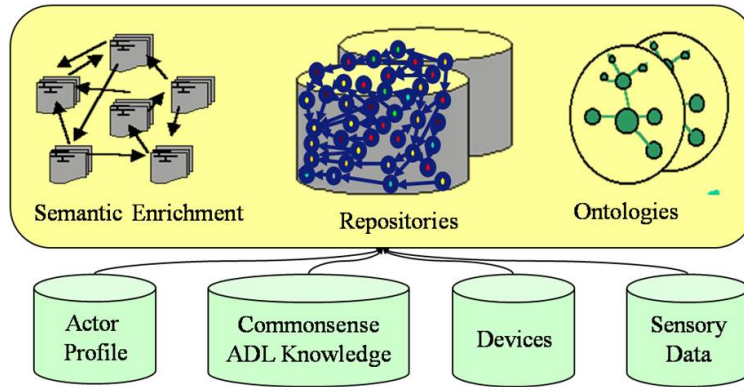 Semantic Enrichment
Repositories
Ontologies
Actor
Profile
Commonsense
ADL Knowledge
Devices
Sensory
Data